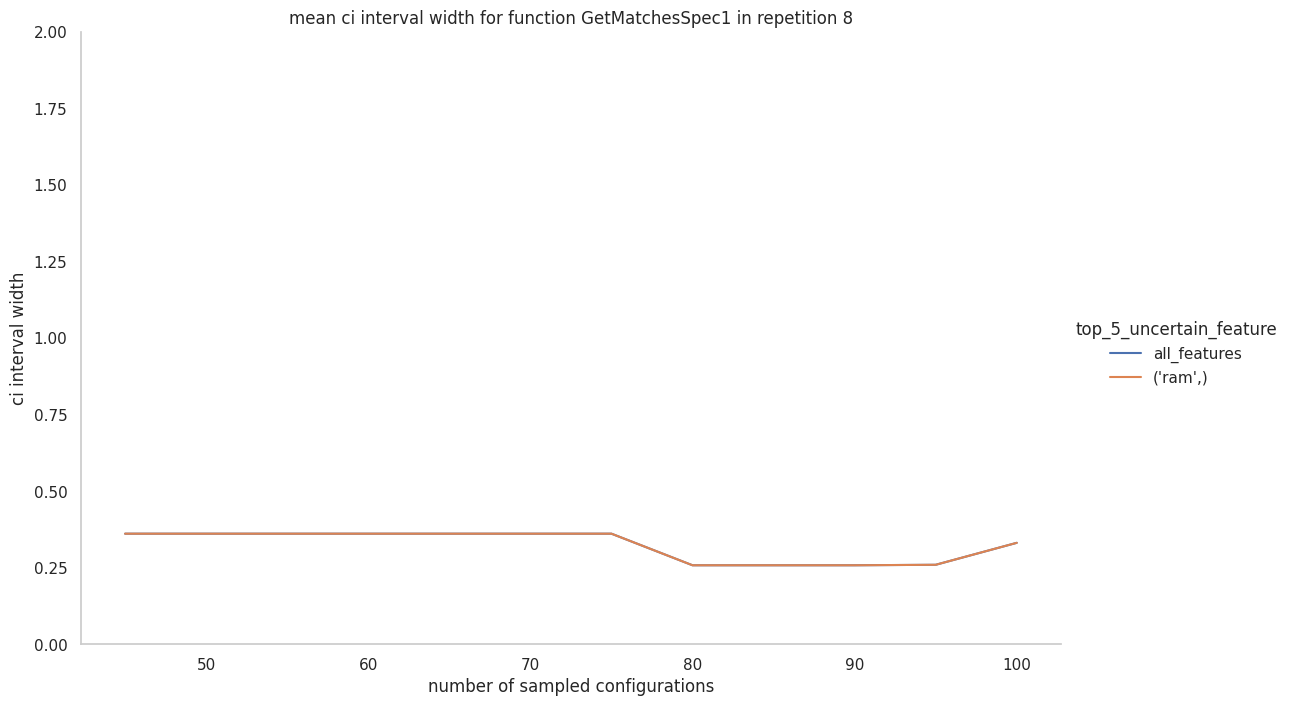 mean ci interval width for function GetMatchesSpec1 in repetition 8
2.00
1.75
1.50
1.25
1.00
0.75
0.50
0.25
0.00
ci interval width
50 60 70 80 90 100
number of sampled configurations
top_5_uncertain_feature
all_features
('ram',)